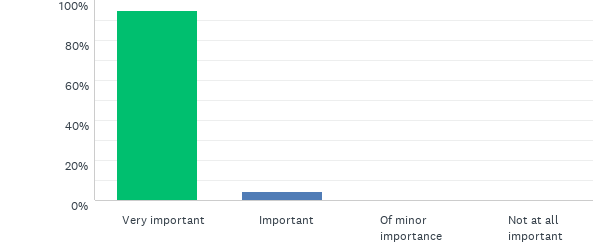 100%
80%
60%
40%
20%
0%
Very important
Important
Of minor
importance
Not at all
important